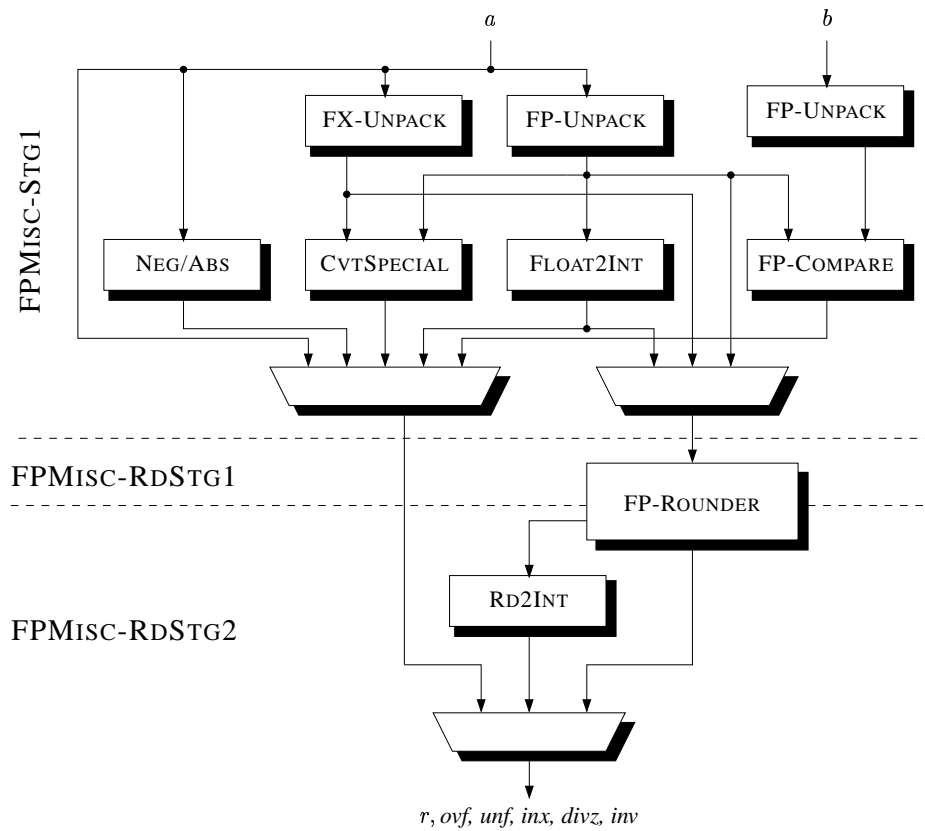 a
b
FPMISC-STG1
FX-UNPACK
FP-UNPACK
FP-UNPACK
NEG/ABS
CVTSPECIAL
FLOAT2INT
FP-COMPARE
FPMISC-RDSTG1
FP-ROUNDER
RD2INT
FPMISC-RDSTG2
r, ovf, unf, inx, divz, inv